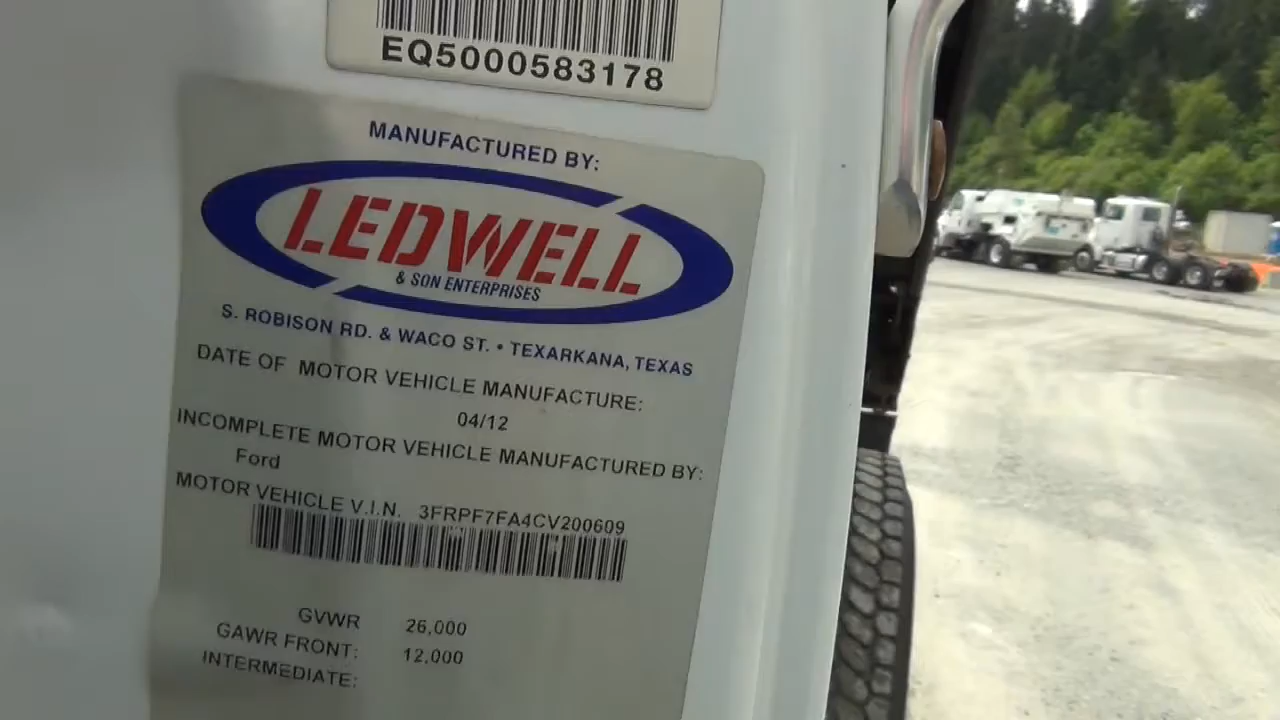 EQ5000583178
MANUFACTURED BY:
LEDWELL
& SON ENTERPRISES
S. ROBISON RD. & WACO ST. • TEXARKANA, TEXAS
DATE OF MOTOR VEHICLE MANUFACTURE:
04/12
INCOMPLETE MOTOR VEHICLE MANUFACTURED BY:
Ford
MOTOR VEHICLE V.I.N. 3FRPF7FA4CV200609
GVWR 26,000
GAWR FRONT: 12,000
INTERMEDIATE: